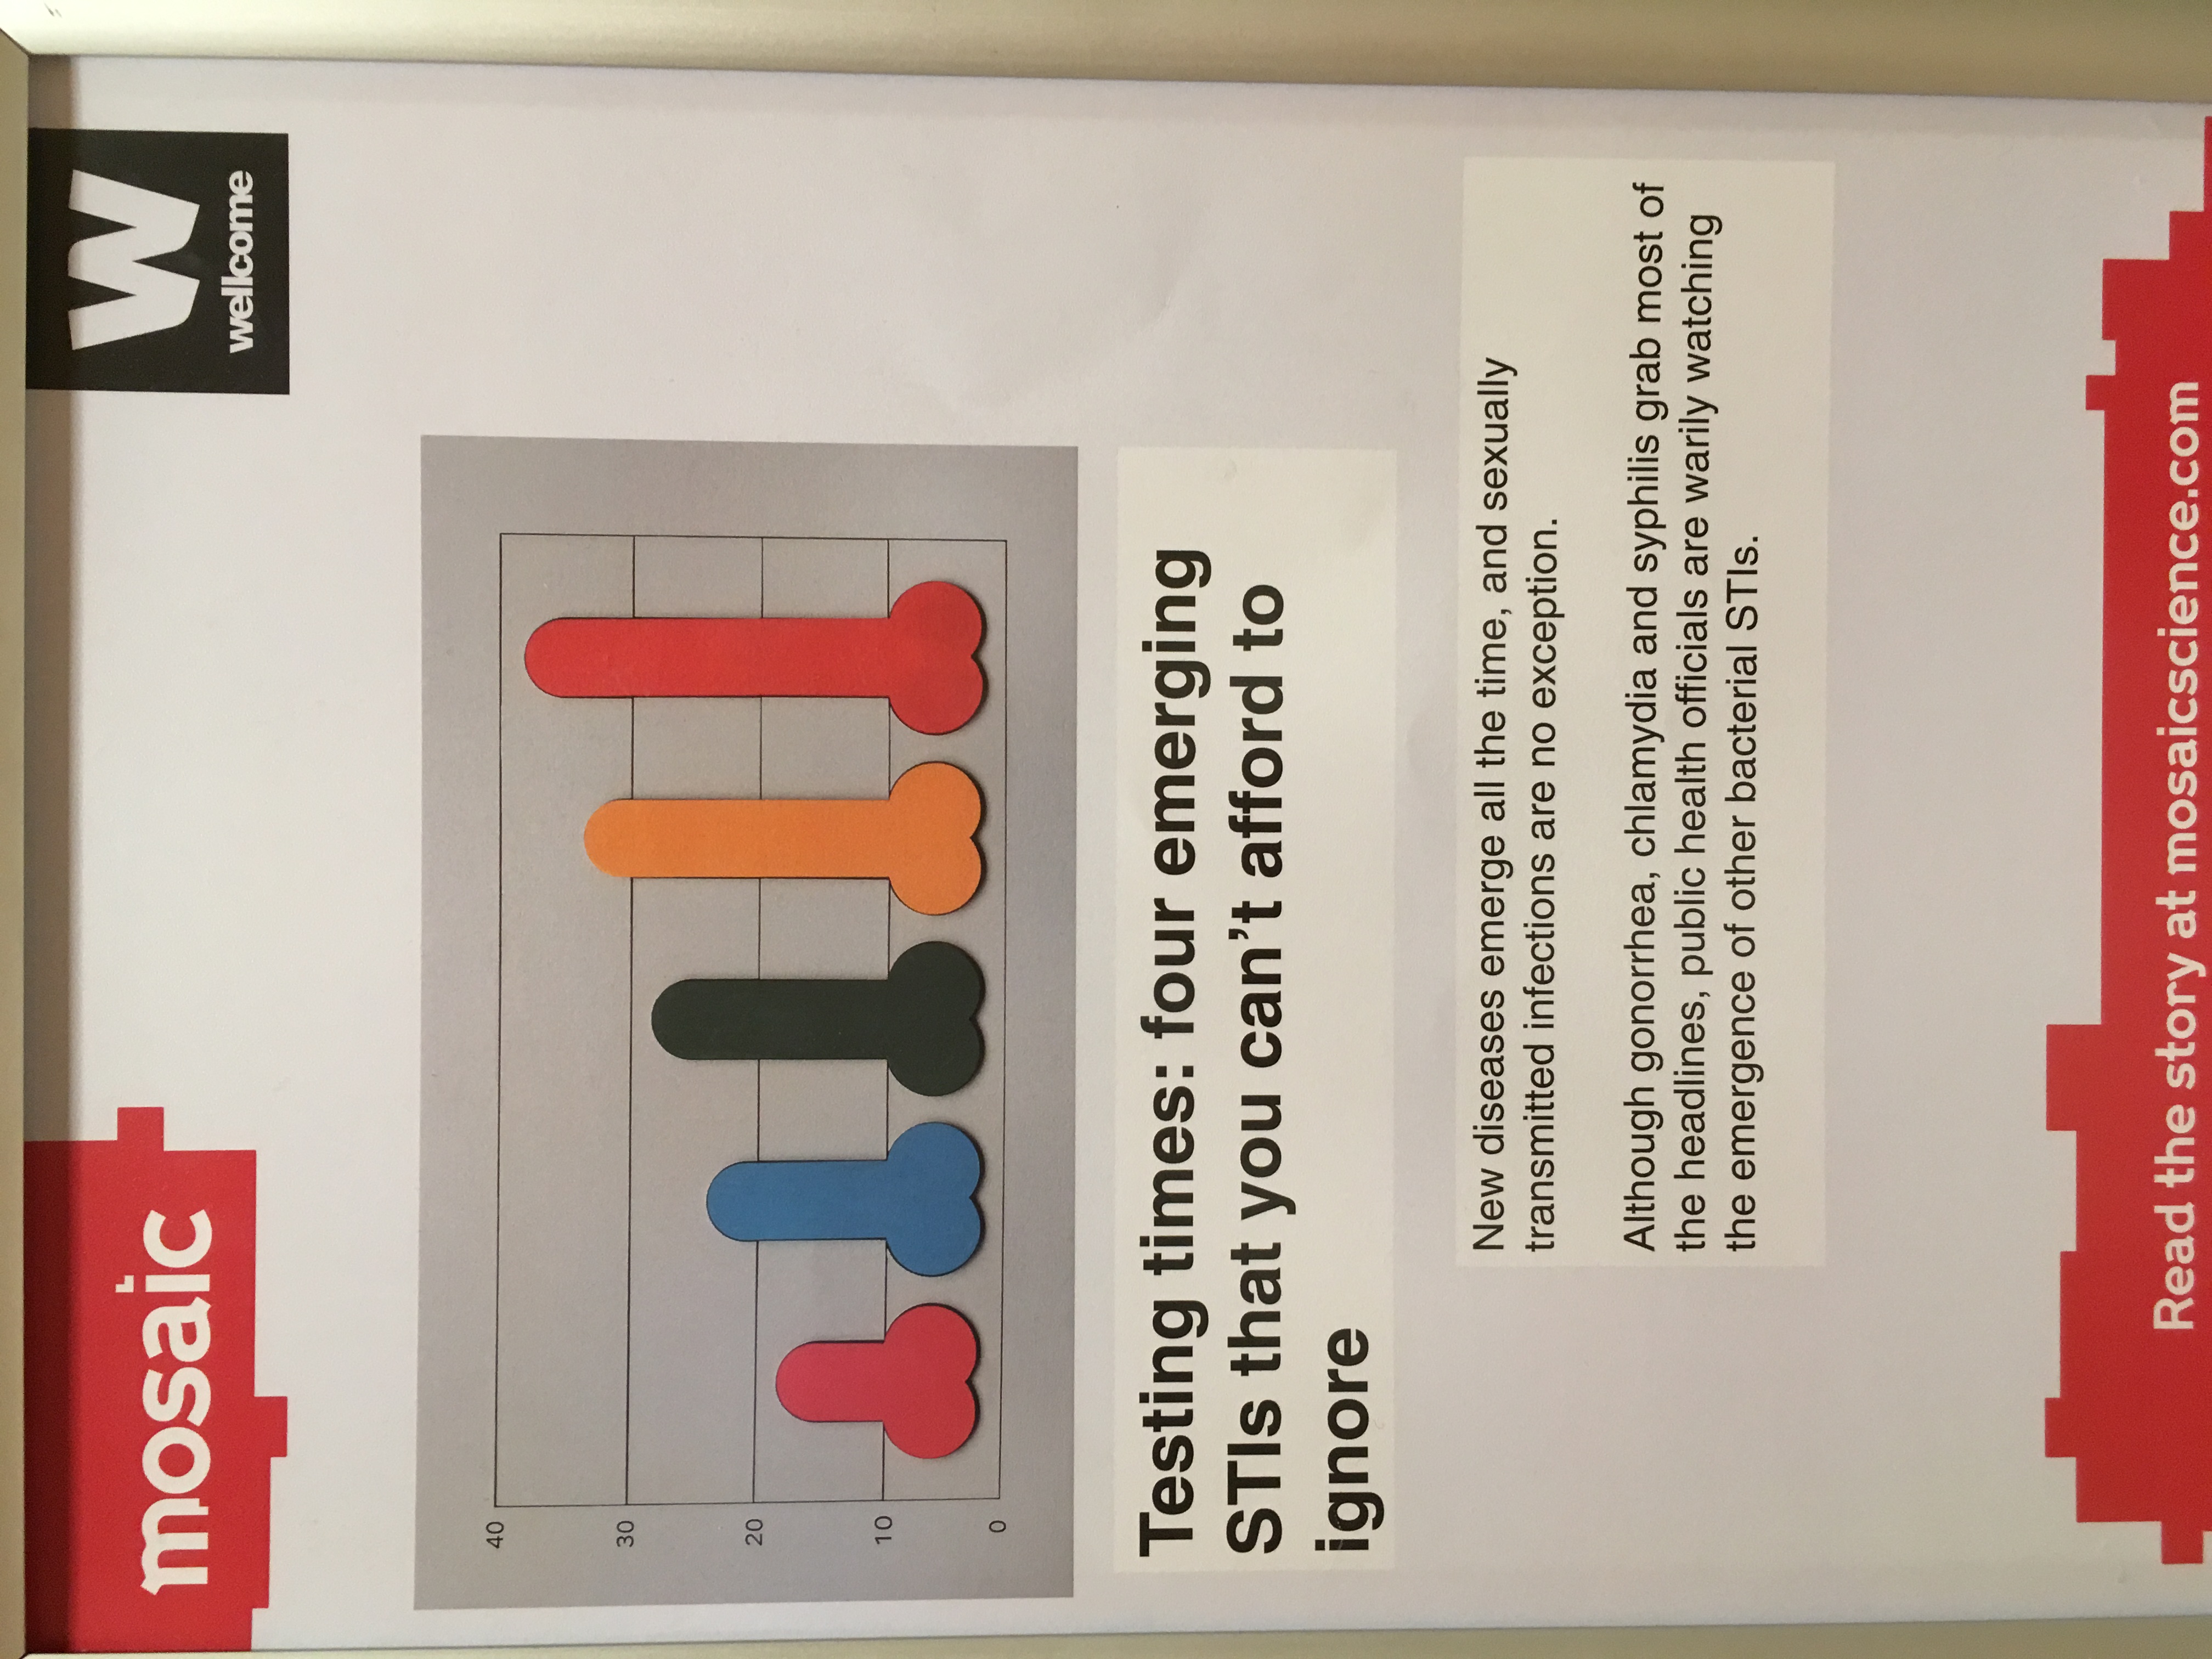 mosaic
W
wellcome
40
30
20
10
0
Testing times: four emerging
STIs that you can’t afford to
ignore
New diseases emerge all the time, and sexually
transmitted infections are no exception.
Although gonorrhea, chlamydia and syphilis grab most of
the headlines, public health officials are warily watching
the emergence of other bacterial STIs.
Read the story at mosaicscience.com